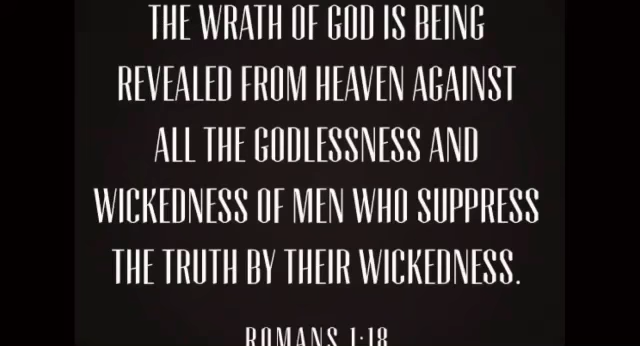 THE WRATH OF GOD IS BEING
REVEALED FROM HEAVEN AGAINST
ALL THE GODLESSNESS AND
WICKEDNESS OF MEN WHO SUPPRESS
THE TRUTH BY THEIR WICKEDNESS.
ROMANS 1:18